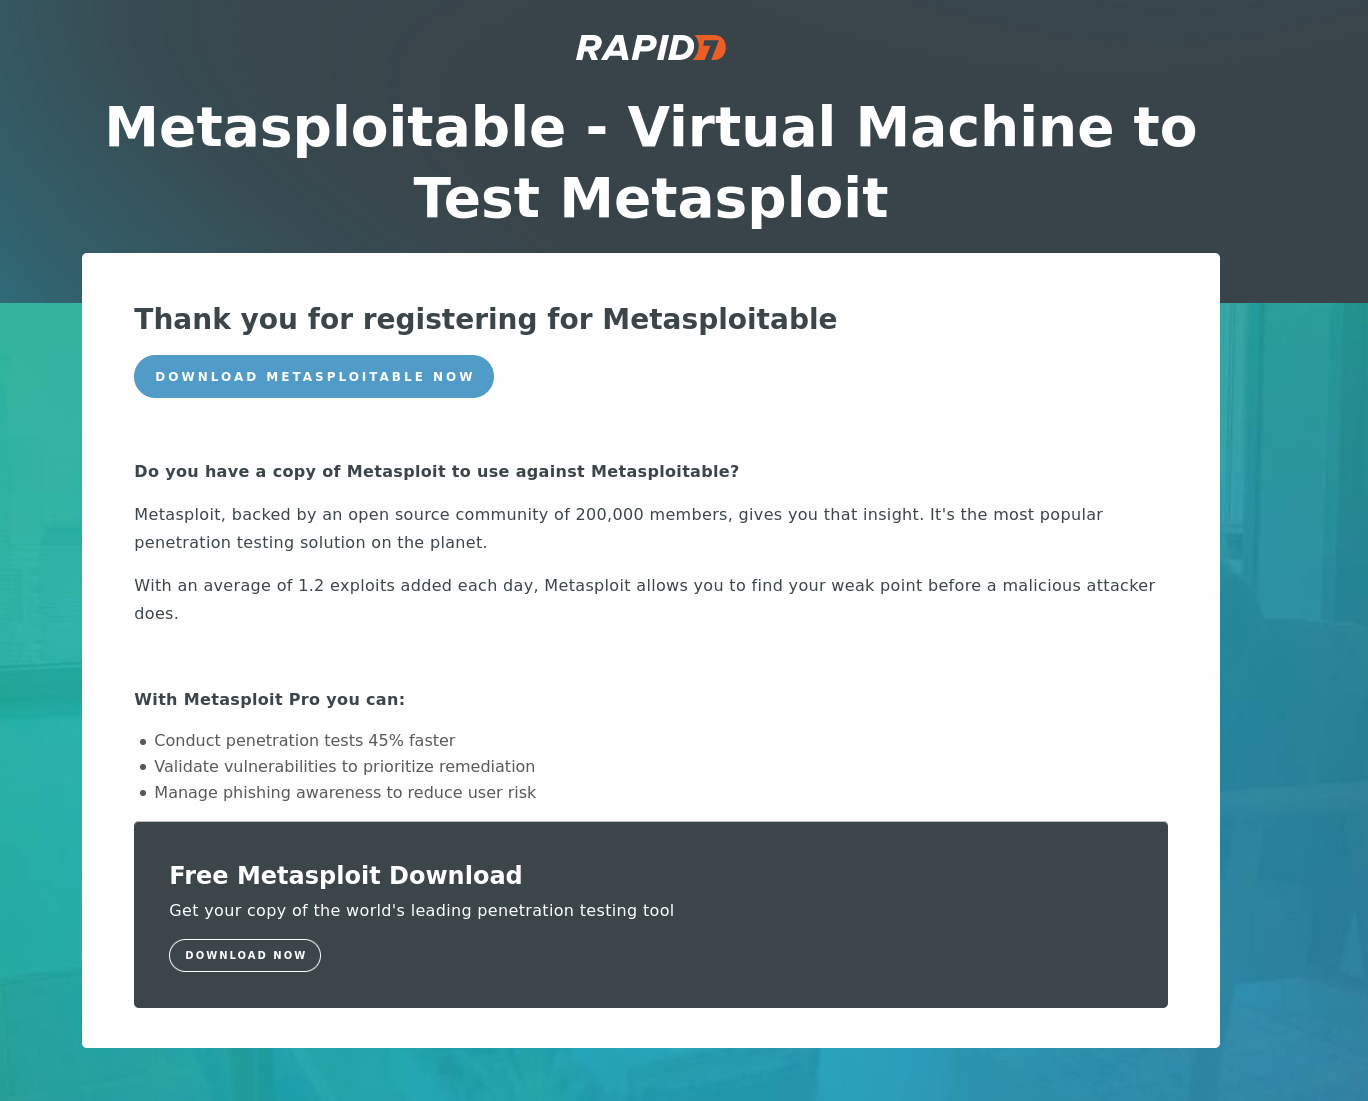 RAPID7
Metasploitable - Virtual Machine to
Test Metasploit
Thank you for registering for Metasploitable
DOWNLOAD METASPLOITABLE NOW
Do you have a copy of Metasploit to use against Metasploitable?
Metasploit, backed by an open source community of 200,000 members, gives you that insight. It's the most popular
penetration testing solution on the planet.
With an average of 1.2 exploits added each day, Metasploit allows you to find your weak point before a malicious attacker
does.
With Metasploit Pro you can:
• Conduct penetration tests 45% faster
• Validate vulnerabilities to prioritize remediation
• Manage phishing awareness to reduce user risk
Free Metasploit Download
Get your copy of the world's leading penetration testing tool
DOWNLOAD NOW